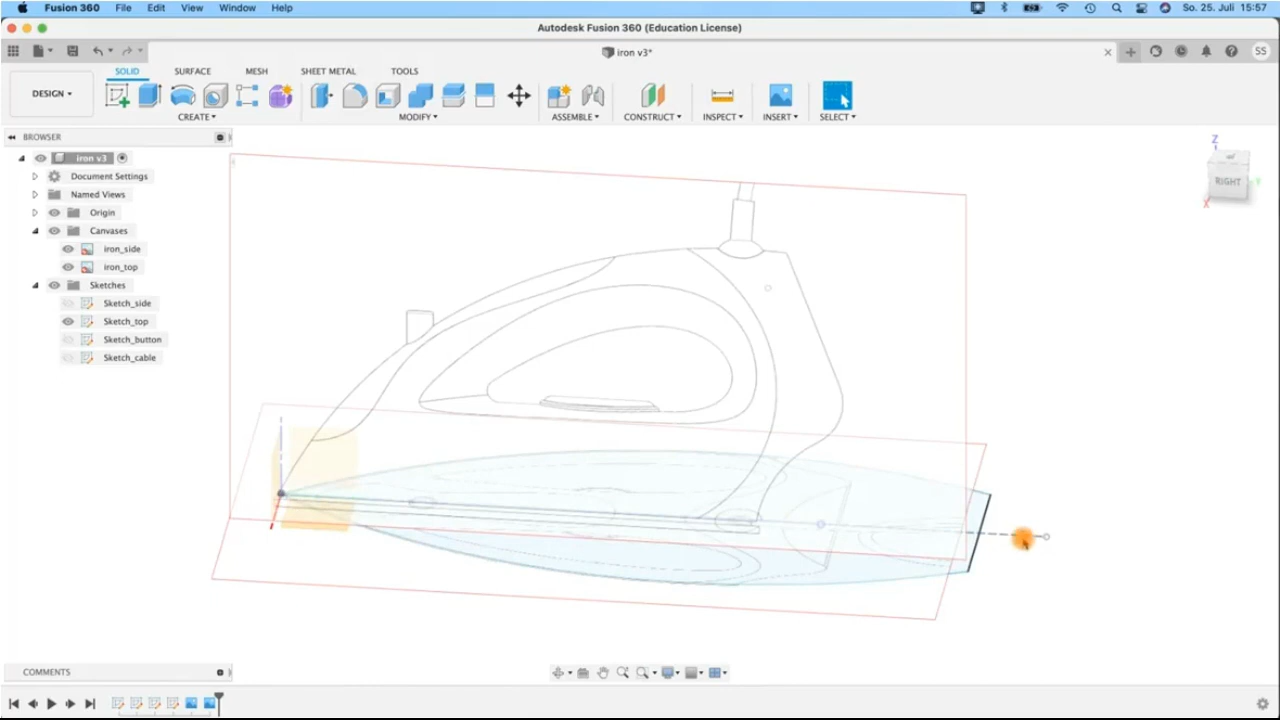 Fusion 360 File Edit View Window Help So. 25. Juli 15:57
Autodesk Fusion 360 (Education License)
iron v3*
SS
SOLID SURFACE MESH SHEET METAL TOOLS
DESIGN
CREATE MODIFY ASSEMBLE CONSTRUCT INSPECT INSERT SELECT
BROWSER
iron v3
Document Settings
Named Views
Origin
Canvases
iron_side
iron_top
Sketches
Sketch_side
Sketch_top
Sketch_button
Sketch_cable
Z
RIGHT
Y
X
COMMENTS